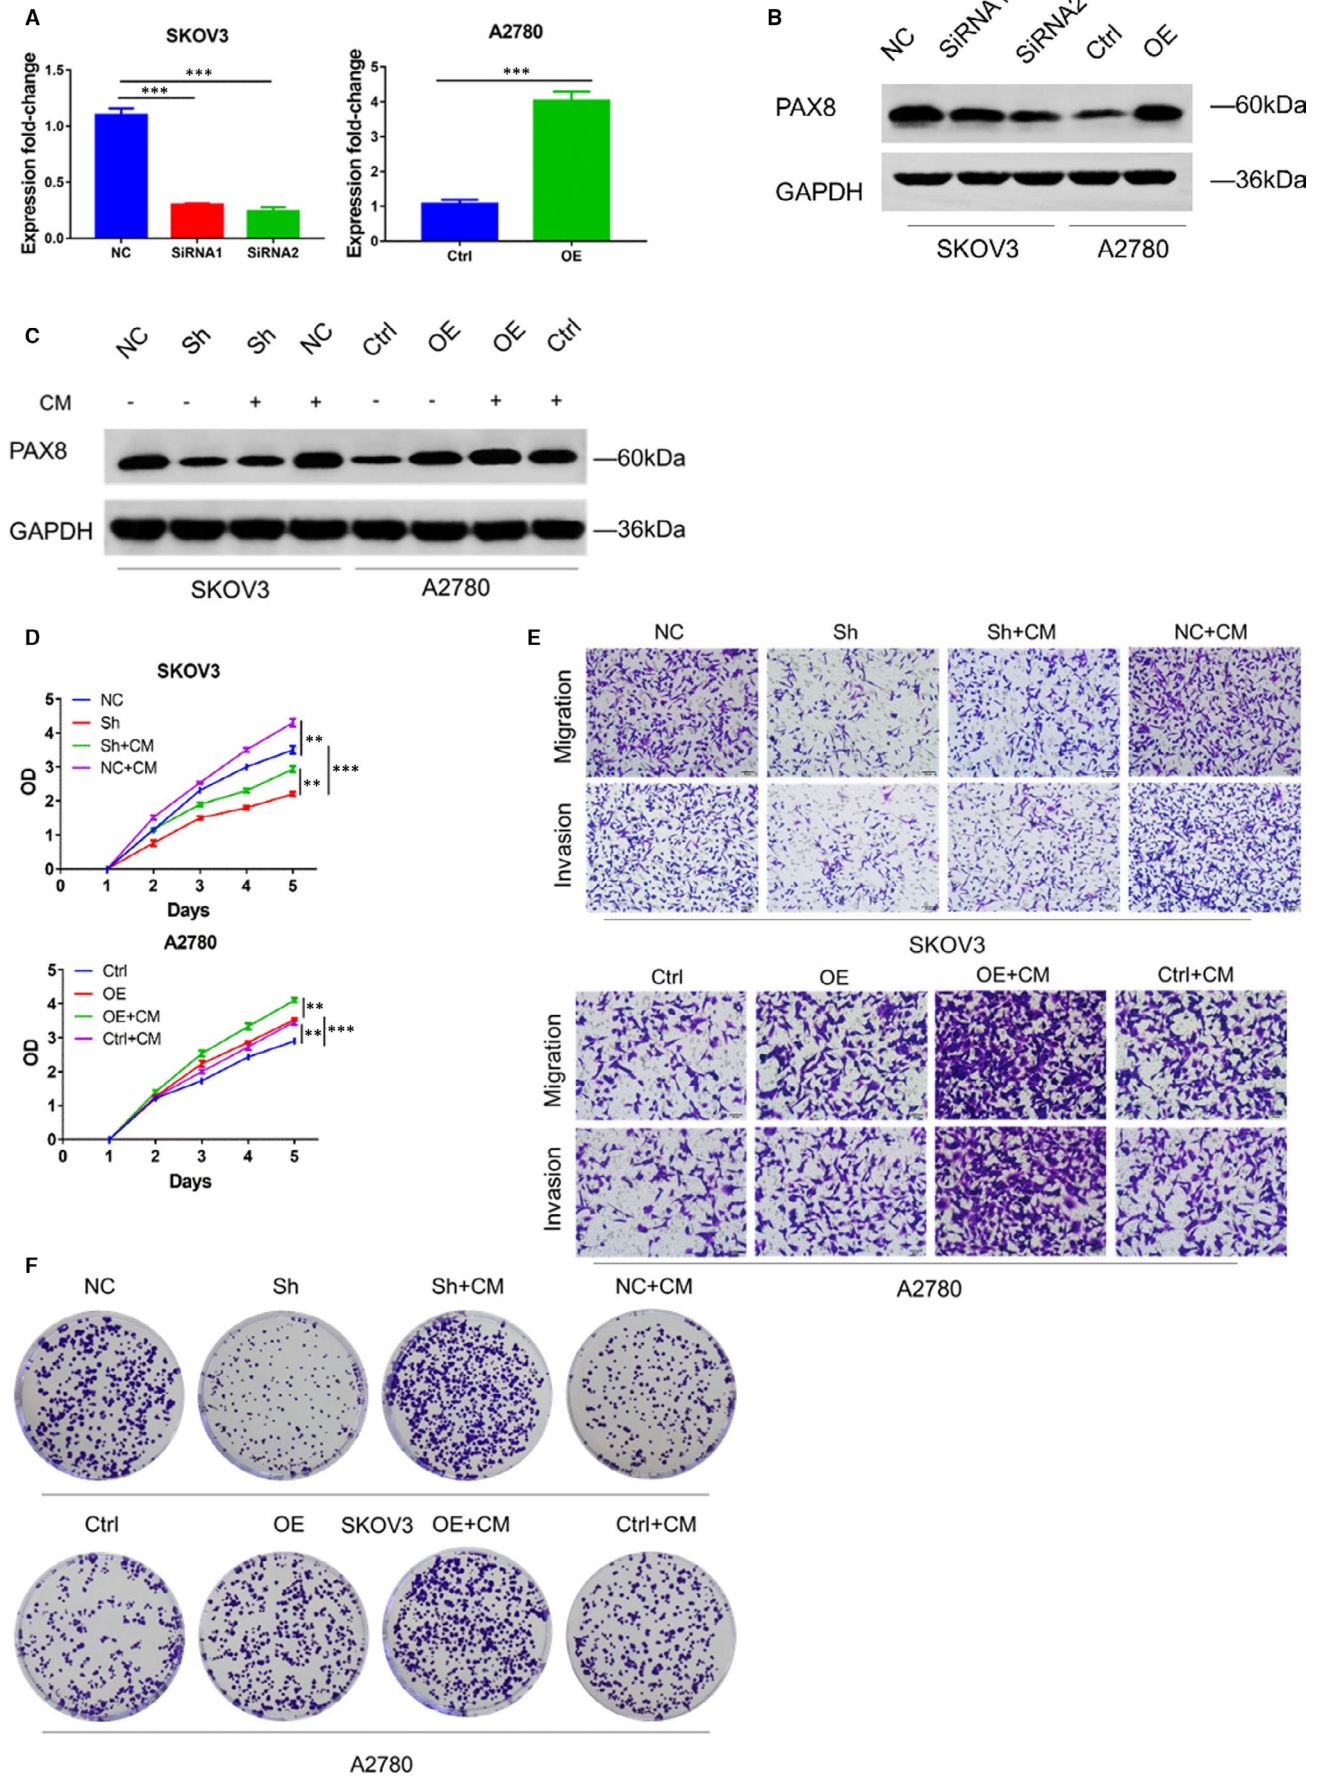 A
SKOV3
Expression fold-change
1.5
1.0
0.5
0.0
***
***
NC SiRNA1 SiRNA2
A2780
Expression fold-change
5
4
3
2
1
0
***
Ctrl OE
B
NC SiRNA1 SiRNA2 Ctrl OE
PAX8 —60kDa
GAPDH —36kDa
SKOV3 A2780
C
NC Sh Sh NC Ctrl OE OE Ctrl
CM - - + + - - + +
PAX8 —60kDa
GAPDH —36kDa
SKOV3 A2780
D
SKOV3
OD
5
4
3
2
1
0
NC
Sh
Sh+CM
NC+CM
**
**
***
0 1 2 3 4 5
Days
A2780
OD
5
4
3
2
1
0
Ctrl
OE
OE+CM
Ctrl+CM
**
**
***
0 1 2 3 4 5
Days
E
NC Sh Sh+CM NC+CM
Migration
Invasion
SKOV3
Ctrl OE OE+CM Ctrl+CM
Migration
Invasion
A2780
F
NC Sh Sh+CM NC+CM
SKOV3
Ctrl OE OE+CM Ctrl+CM
A2780